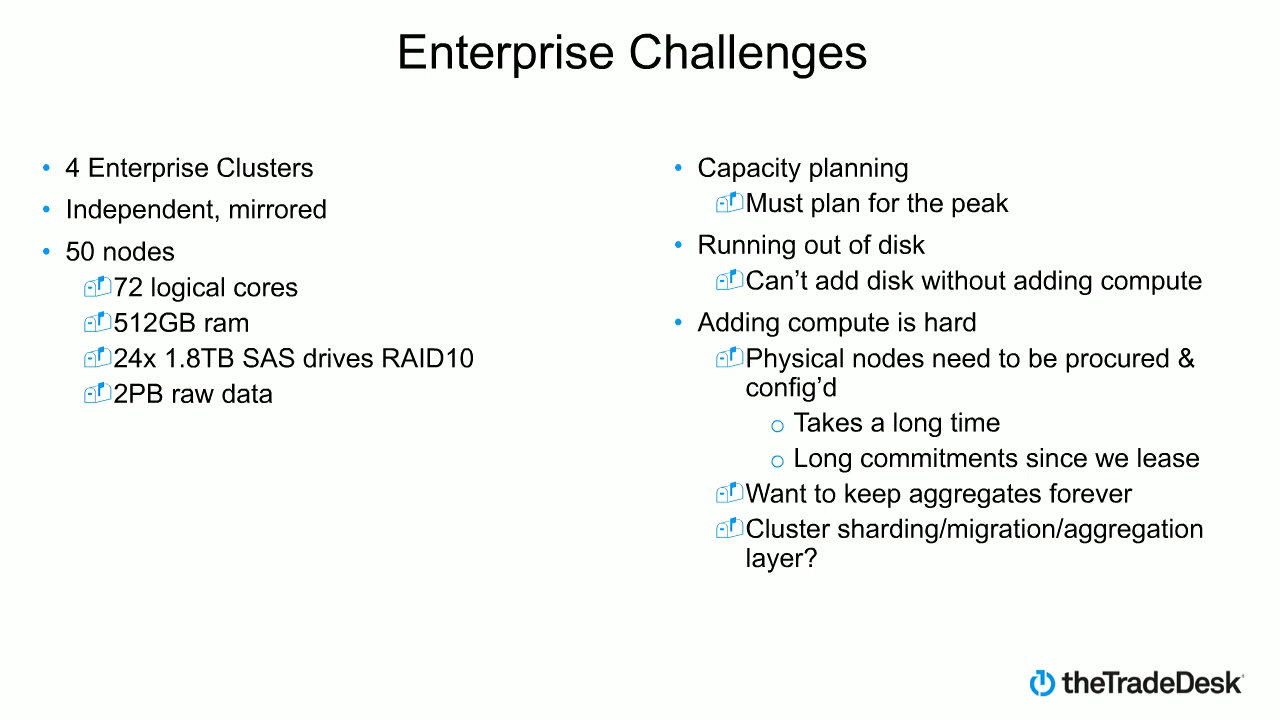 Enterprise Challenges
• 4 Enterprise Clusters
• Independent, mirrored
• 50 nodes
72 logical cores
512GB ram
24x 1.8TB SAS drives RAID10
2PB raw data
• Capacity planning
Must plan for the peak
• Running out of disk
Can’t add disk without adding compute
• Adding compute is hard
Physical nodes need to be procured &
config’d
o Takes a long time
o Long commitments since we lease
Want to keep aggregates forever
Cluster sharding/migration/aggregation
layer?
theTradeDesk